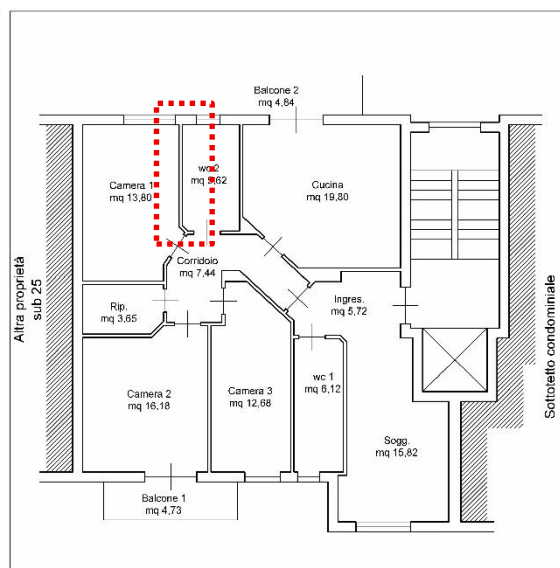 Balcone 2
mq 4,84
wc 2
mq 5,62
Camera 1
mq 13,80
Cucina
mq 19,80
Corridoio
mq 7,44
Altra proprietà
sub 25
Rip.
mq 3,65
Ingres.
mq 5,72
Sottotetto condominiale
wc 1
mq 6,12
Camera 2
mq 16,18
Camera 3
mq 12,68
Sogg.
mq 15,82
Balcone 1
mq 4,73